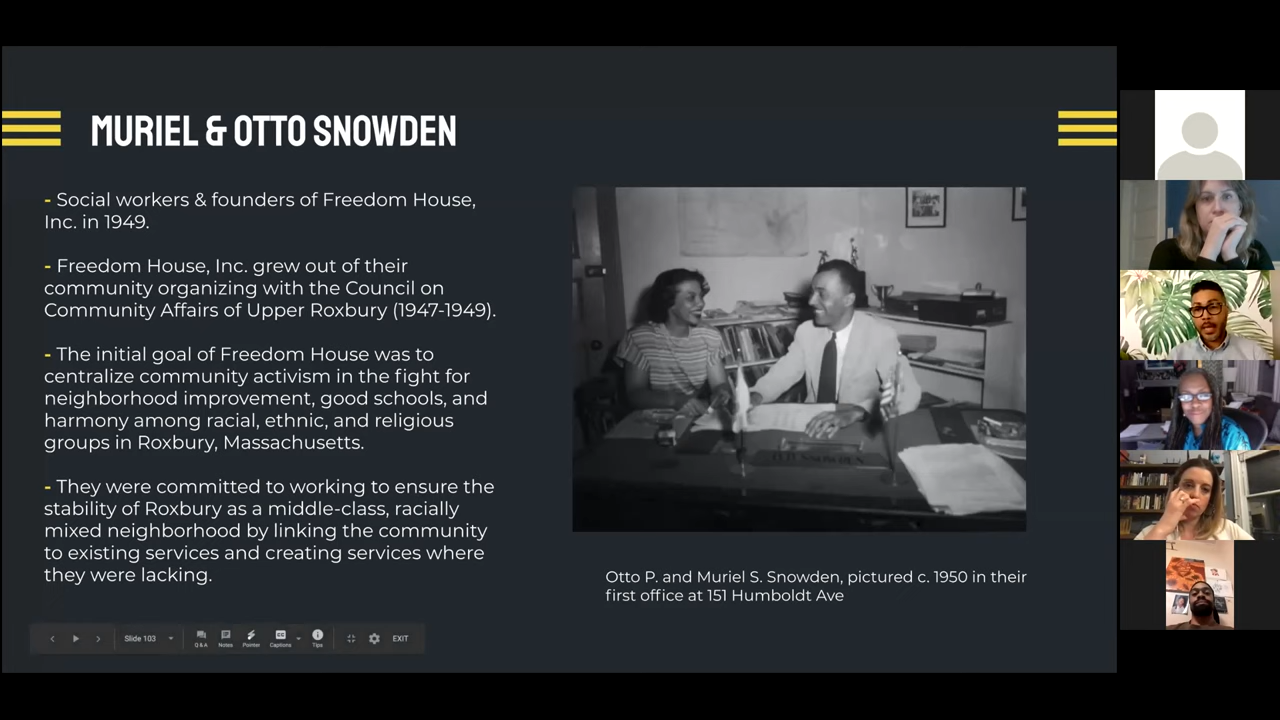 MURIEL & OTTO SNOWDEN
- Social workers & founders of Freedom House,
Inc. in 1949.
- Freedom House, Inc. grew out of their
community organizing with the Council on
Community Affairs of Upper Roxbury (1947-1949).
- The initial goal of Freedom House was to
centralize community activism in the fight for
neighborhood improvement, good schools, and
harmony among racial, ethnic, and religious
groups in Roxbury, Massachusetts.
- They were committed to working to ensure the
stability of Roxbury as a middle-class, racially
mixed neighborhood by linking the community
to existing services and creating services where
they were lacking.
O.P. SNOWDEN
Otto P. and Muriel S. Snowden, pictured c. 1950 in their
first office at 151 Humboldt Ave
Slide 103
Q & A
Notes
Pointer
CC
Captions
Tips
EXIT